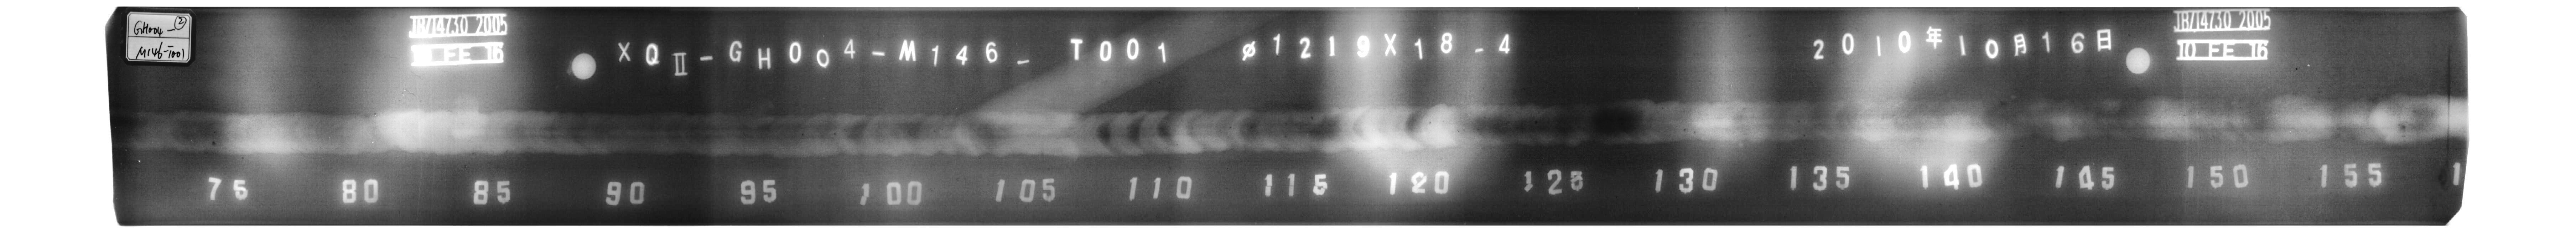 GH004-②
M146-T001
JB/T4730 2005
10 FE 16
XQⅡ-GH004-M146-T001 ø1219X18-4
2010年10月16日
JB/T4730 2005
10 FE 16
75 80 85 90 95 100 105 110 115 120 125 130 135 140 145 150 155